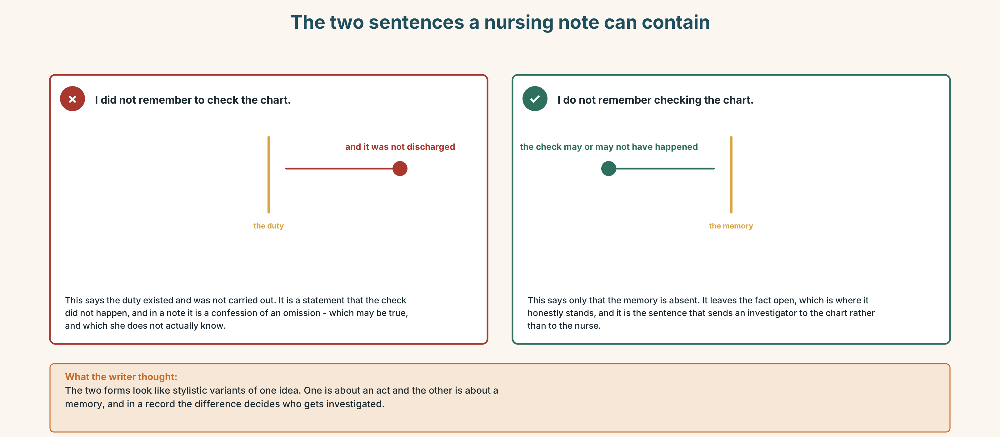 The two sentences a nursing note can contain
I did not remember to check the chart.
and it was not discharged
the duty
This says the duty existed and was not carried out. It is a statement that the check
did not happen, and in a note it is a confession of an omission - which may be true,
and which she does not actually know.
I do not remember checking the chart.
the check may or may not have happened
the memory
This says only that the memory is absent. It leaves the fact open, which is where it
honestly stands, and it is the sentence that sends an investigator to the chart rather
than to the nurse.
What the writer thought:
The two forms look like stylistic variants of one idea. One is about an act and the other is about a
memory, and in a record the difference decides who gets investigated.